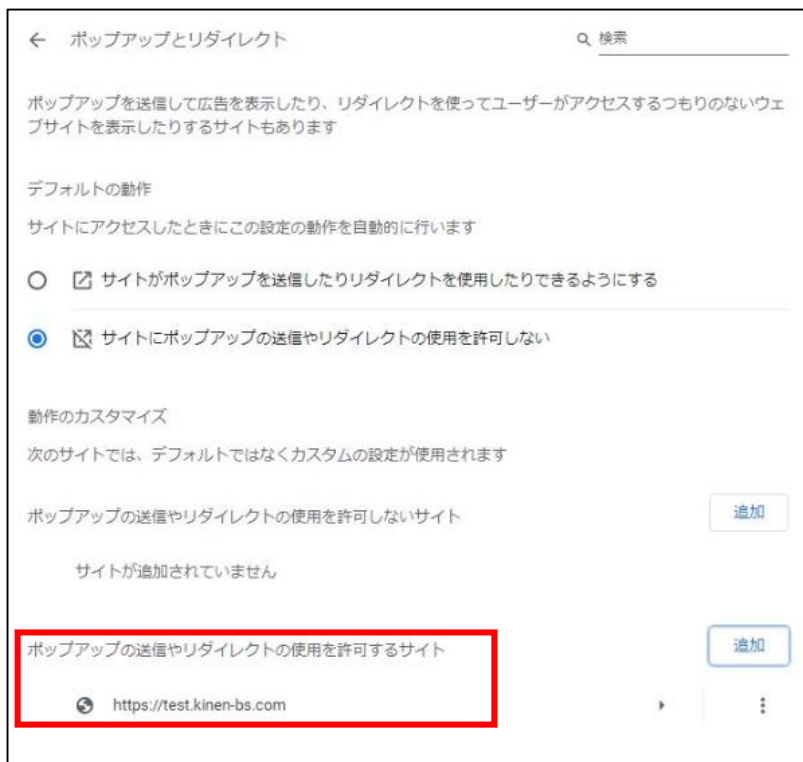 ポップアップとリダイレクト
検索
ポップアップを送信して広告を表示したり、リダイレクトを使ってユーザーがアクセスするつもりのないウェ
ブサイトを表示したりするサイトもあります
デフォルトの動作
サイトにアクセスしたときにこの設定の動作を自動的に行います
サイトがポップアップを送信したりリダイレクトを使用したりできるようにする
サイトにポップアップの送信やリダイレクトの使用を許可しない
動作のカスタマイズ
次のサイトでは、デフォルトではなくカスタムの設定が使用されます
ポップアップの送信やリダイレクトの使用を許可しないサイト
追加
サイトが追加されていません
ポップアップの送信やリダイレクトの使用を許可するサイト
追加
https://test.kinen-bs.com